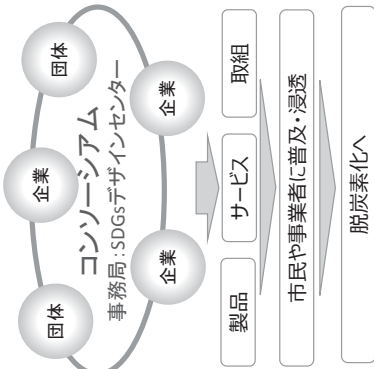 団体
企業
団体
コンソーシアム
事務局：SDGsデザインセンター
企業
企業
製品
サービス
取組
市民や事業者に普及・浸透
脱炭素化へ